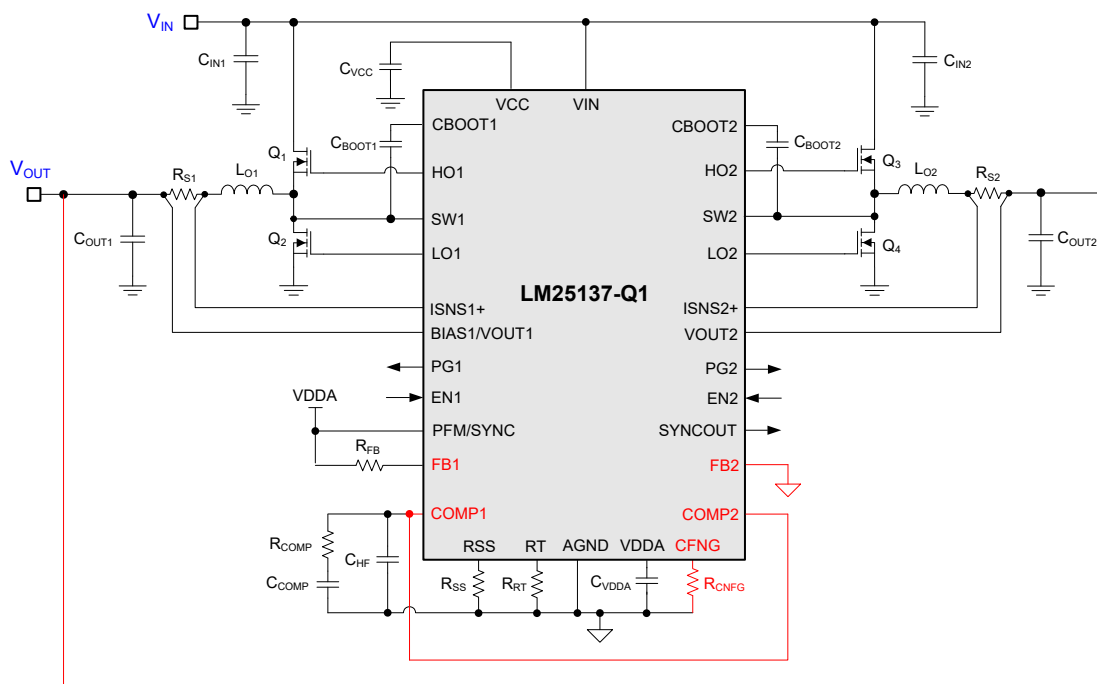 VIN
CIN1
CVCC
CIN2
VCC
VIN
CBOOT1
CBOOT2
CBOOT1
CBOOT2
Q1
Q3
VOUT
RS1
LO1
HO1
HO2
LO2
RS2
SW1
SW2
COUT1
Q2
LO1
LO2
Q4
COUT2
LM25137-Q1
ISNS1+
ISNS2+
BIAS1/VOUT1
VOUT2
PG1
PG2
VDDA
EN1
EN2
PFM/SYNC
SYNCOUT
RFB
FB1
FB2
COMP1
COMP2
RCOMP
CHF
RSS
RT
AGND
VDDA
CFNG
CCOMP
RSS
RRT
CVDDA
RCNFG